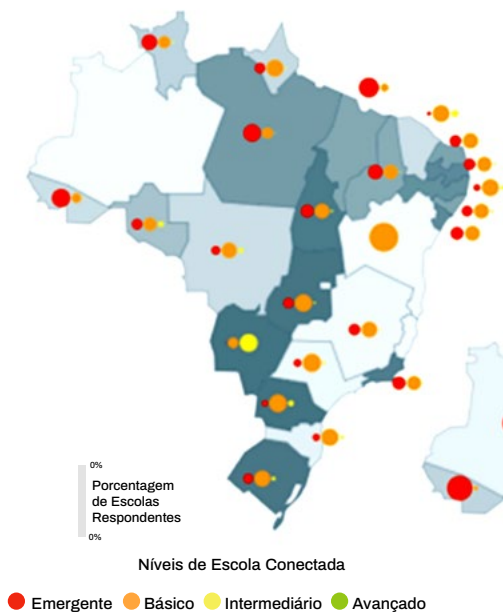 0%
Porcentagem
de Escolas
Respondentes
0%
Níveis de Escola Conectada
Emergente Básico Intermediário Avançado